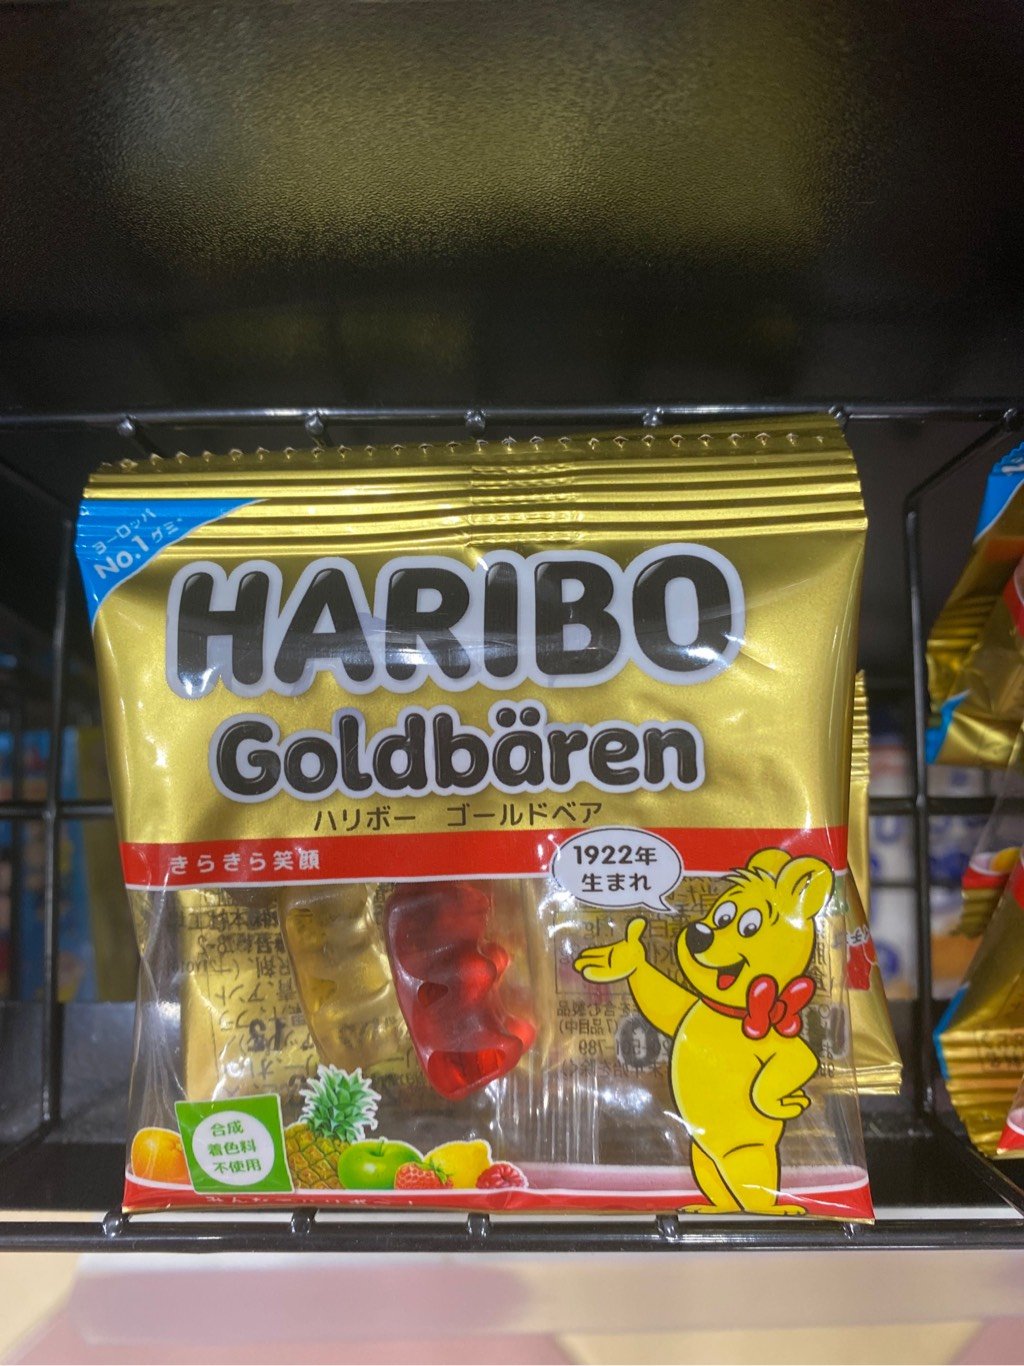 ヨーロッパ
No.1グミ*
HARIBO
Goldbären
ハリボー ゴールドベア
きらきら笑顔
1922年
生まれ
合成
着色料
不使用